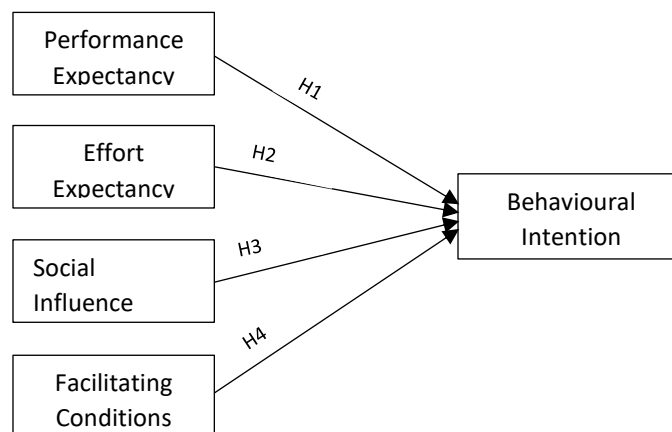 Performance
Expectancy
H1
Effort
Expectancy
H2
Behavioural
Intention
Social
Influence
H3
H4
Facilitating
Conditions